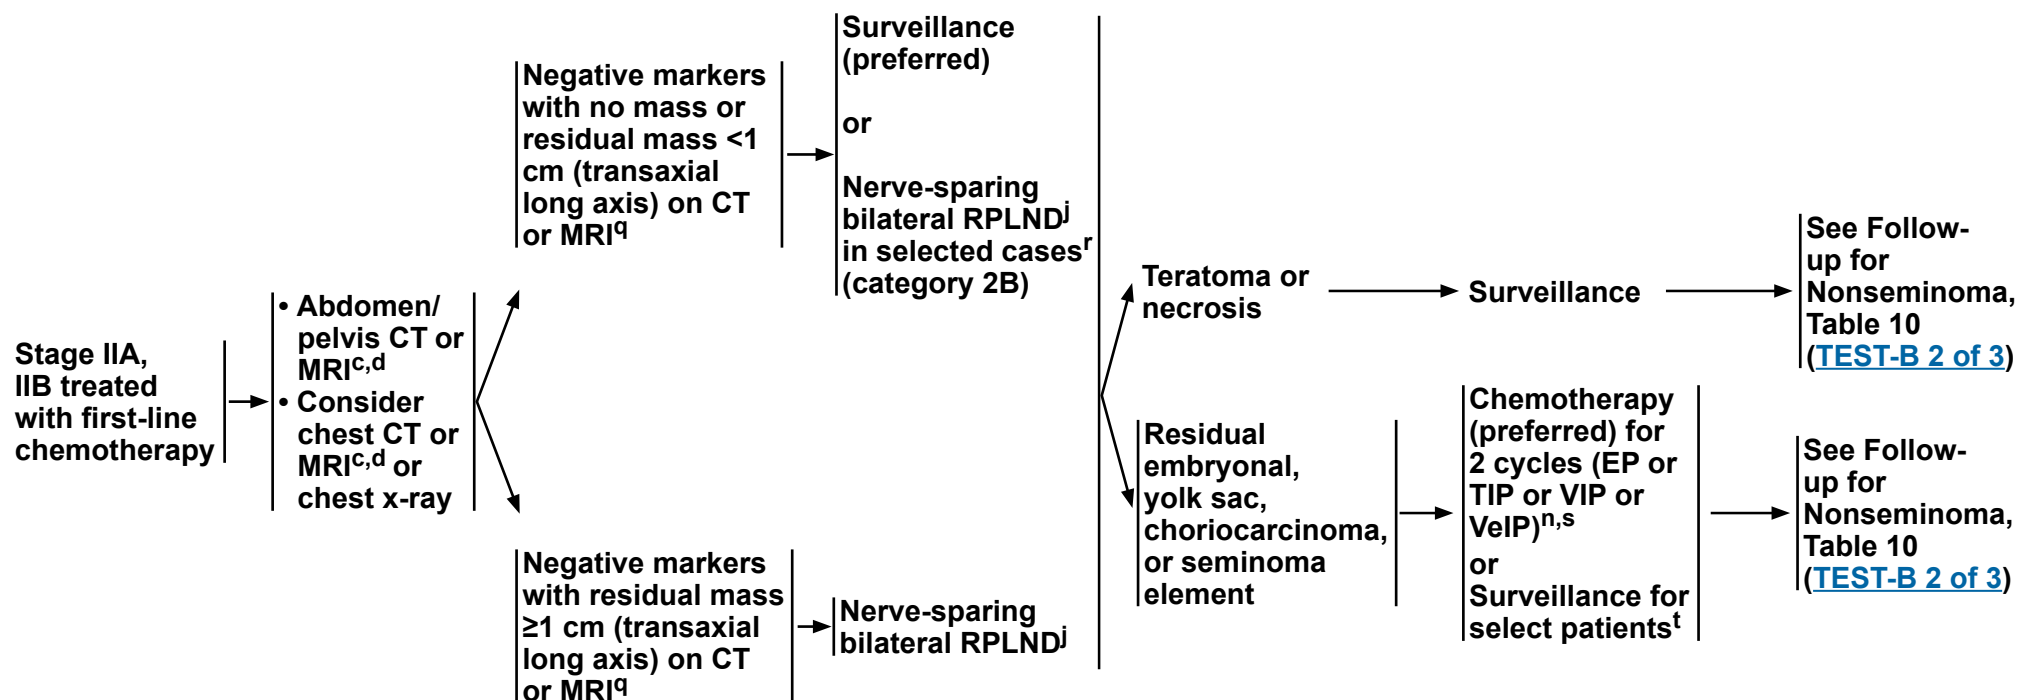 Stage IIA,
IIB treated
with first-line
chemotherapy
• Abdomen/
pelvis CT or
MRIc,d
• Consider
chest CT or
MRIc,d or
chest x-ray
Negative markers
with no mass or
residual mass <1
cm (transaxial
long axis) on CT
or MRIq
Surveillance
(preferred)
or
Nerve-sparing
bilateral RPLNDj
in selected casesr
(category 2B)
Negative markers
with residual mass
≥1 cm (transaxial
long axis) on CT
or MRIq
Nerve-sparing
bilateral RPLNDj
Teratoma or
necrosis
Surveillance
See Follow-
up for
Nonseminoma,
Table 10
(TEST-B 2 of 3)
Residual
embryonal,
yolk sac,
choriocarcinoma,
or seminoma
element
Chemotherapy
(preferred) for
2 cycles (EP or
TIP or VIP or
VeIP)n,s
or
Surveillance for
select patientst
See Follow-
up for
Nonseminoma,
Table 10
(TEST-B 2 of 3)